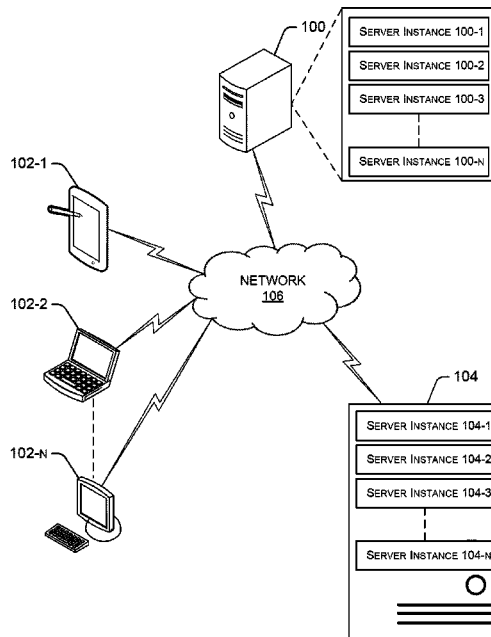 100
SERVER INSTANCE 100-1
SERVER INSTANCE 100-2
SERVER INSTANCE 100-3
SERVER INSTANCE 100-N
102-1
102-2
102-N
NETWORK
106
104
SERVER INSTANCE 104-1
SERVER INSTANCE 104-2
SERVER INSTANCE 104-3
SERVER INSTANCE 104-N